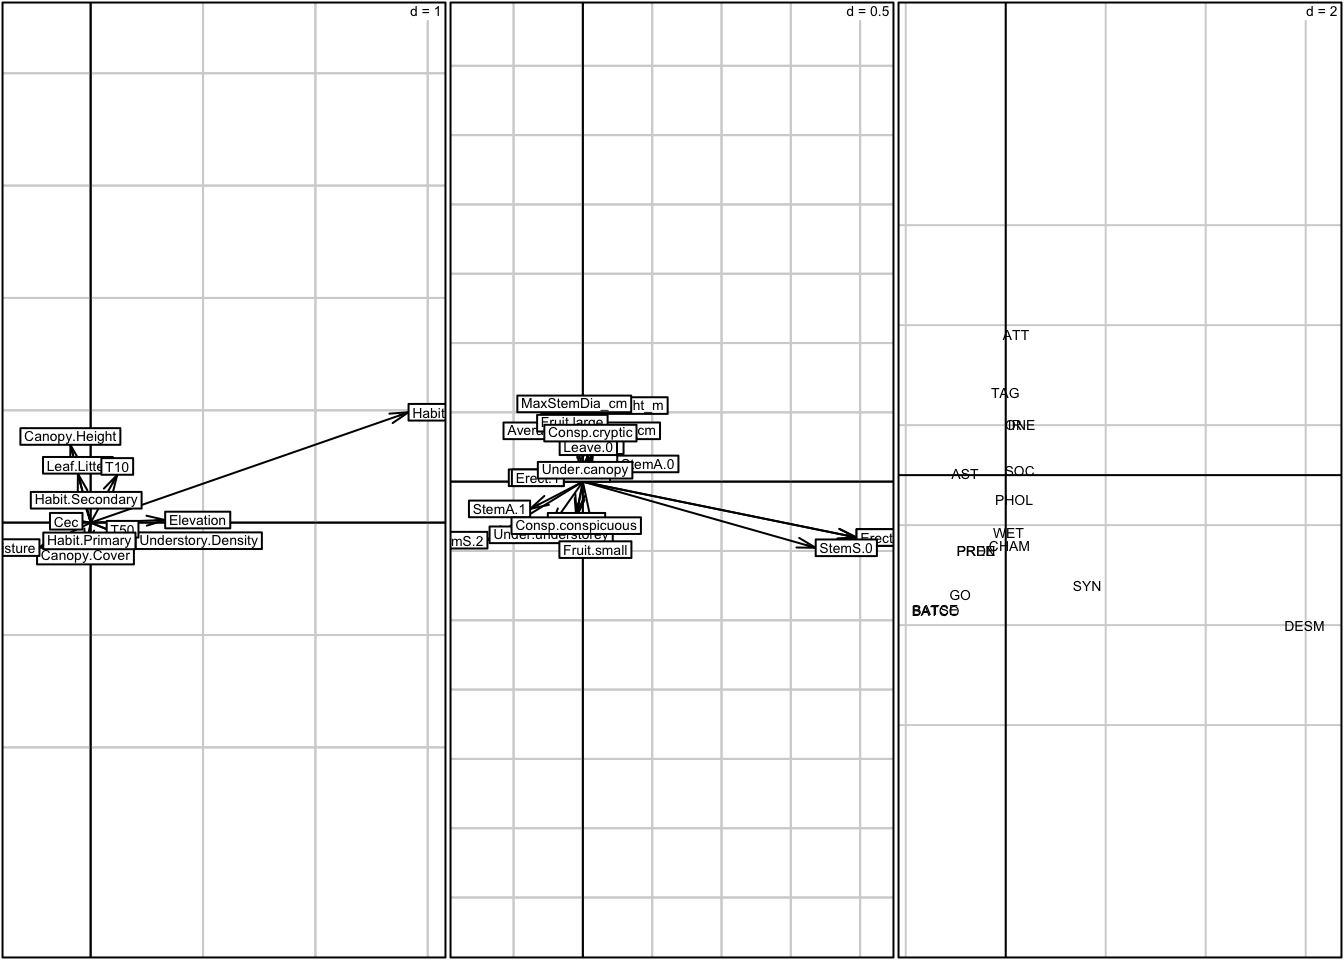 d = 1
Habit
Canopy.Height
Leaf.Litte
T10
Habit.Secondary
Cec
Elevation
T50
sture
Habit.Primary
Understory.Density
Canopy.Cover
d = 0.5
MaxStemDia_cm
ht_m
Fruit.large
Avera
Consp.cryptic
cm
Leave.0
StemA.0
Under.canopy
Erect.1
StemA.1
Consp.conspicuous
Under.understorey
mS.2
Fruit.small
Erect
StemS.0
d = 2
ATT
TAG
AST
SOC
PHOL
WET
CHAM
SYN
GO
DESM